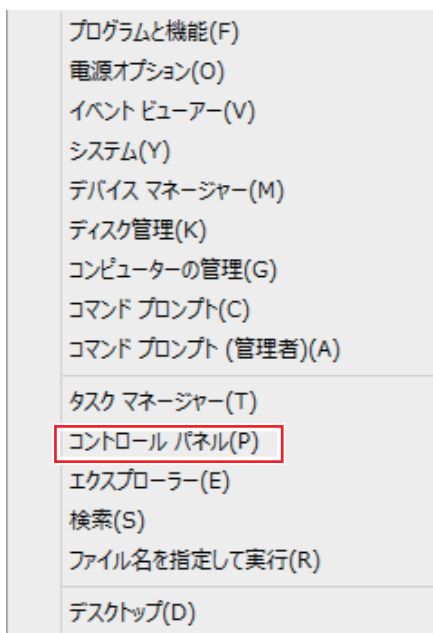 プログラムと機能(F)
電源オプション(O)
イベント ビューアー(V)
システム(Y)
デバイス マネージャー(M)
ディスク管理(K)
コンピューターの管理(G)
コマンド プロンプト(C)
コマンド プロンプト (管理者)(A)
タスク マネージャー(T)
コントロール パネル(P)
エクスプローラー(E)
検索(S)
ファイル名を指定して実行(R)
デスクトップ(D)